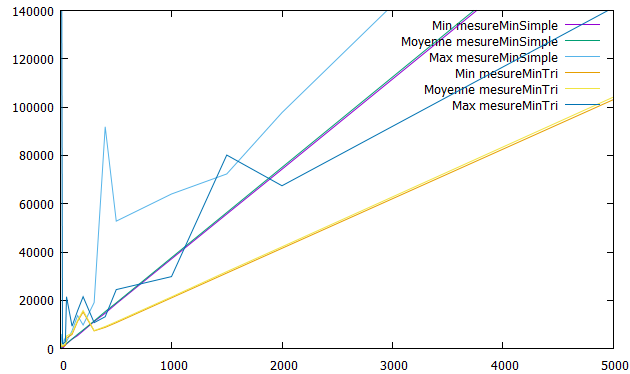 140000
120000
100000
80000
60000
40000
20000
0
0 1000 2000 3000 4000 5000
Min mesureMinSimple
Moyenne mesureMinSimple
Max mesureMinSimple
Min mesureMinTri
Moyenne mesureMinTri
Max mesureMinTri